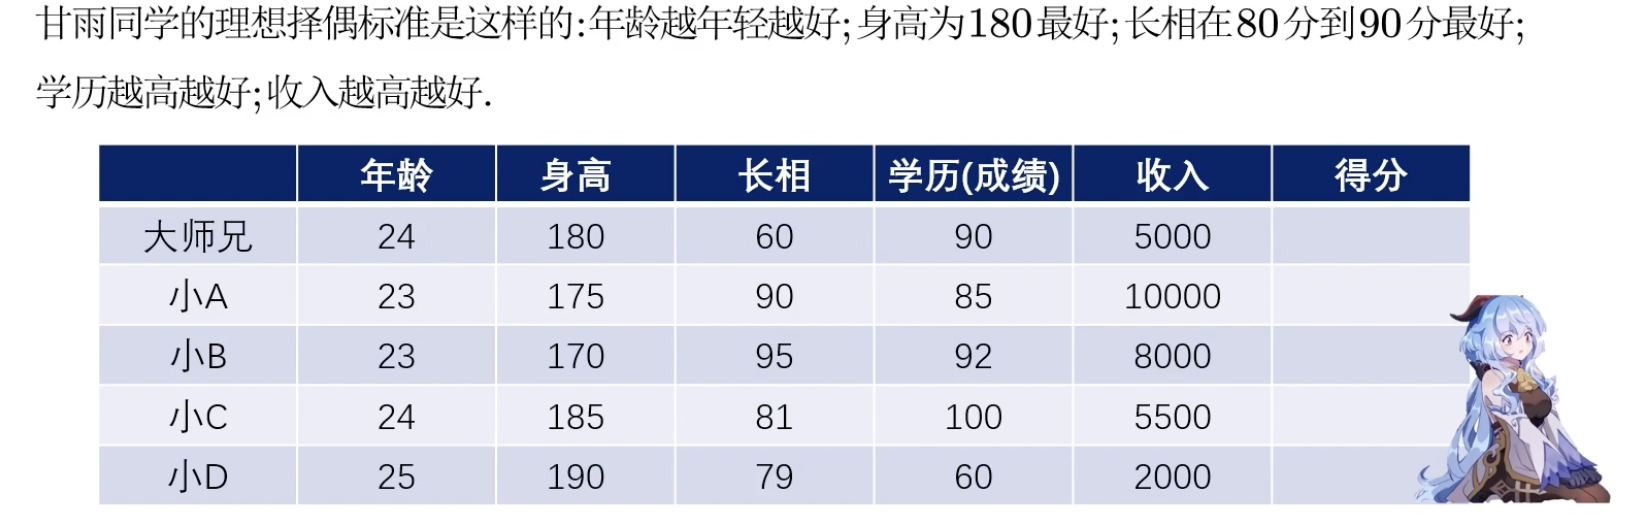 甘雨同学的理想择偶标准是这样的:年龄越年轻越好;身高为180最好;长相在80分到90分最好;
学历越高越好;收入越高越好.
年龄 身高 长相 学历(成绩) 收入 得分
大师兄 24 180 60 90 5000
小A 23 175 90 85 10000
小B 23 170 95 92 8000
小C 24 185 81 100 5500
小D 25 190 79 60 2000